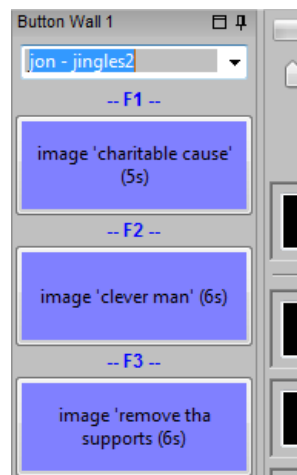 Button Wall 1
jon - jingles2
-- F1 --
image 'charitable cause'
(5s)
-- F2 --
image 'clever man' (6s)
-- F3 --
image 'remove tha
supports (6s)